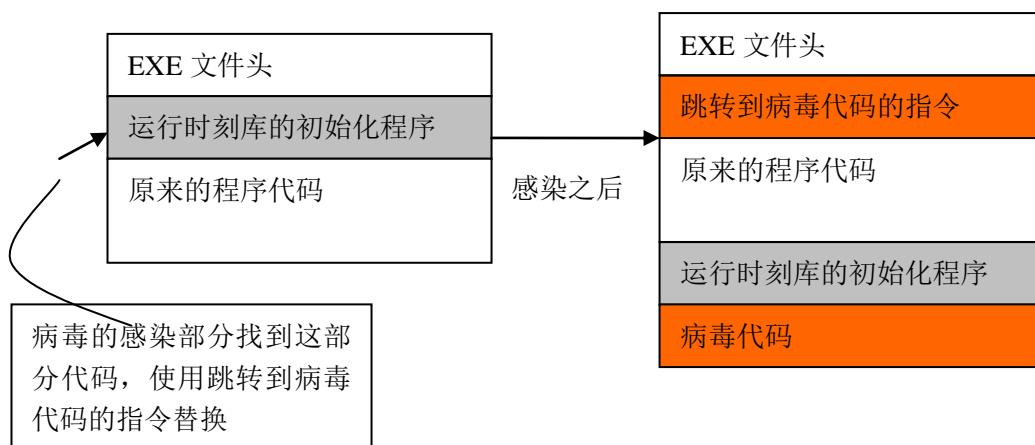 EXE 文件头
运行时刻库的初始化程序
原来的程序代码
病毒的感染部分找到这部
分代码，使用跳转到病毒
代码的指令替换
感染之后
EXE 文件头
跳转到病毒代码的指令
原来的程序代码
运行时刻库的初始化程序
病毒代码